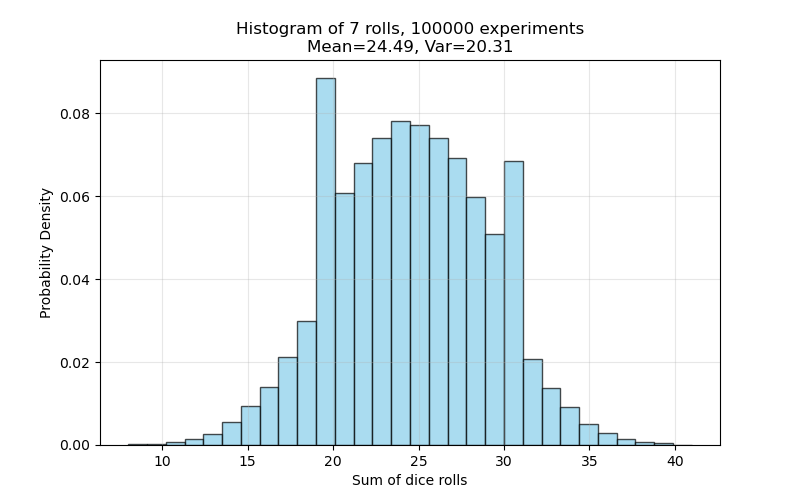 Histogram of 7 rolls, 100000 experiments
Mean=24.49, Var=20.31
Probability Density
0.08
0.06
0.04
0.02
0.00
10 15 20 25 30 35 40
Sum of dice rolls